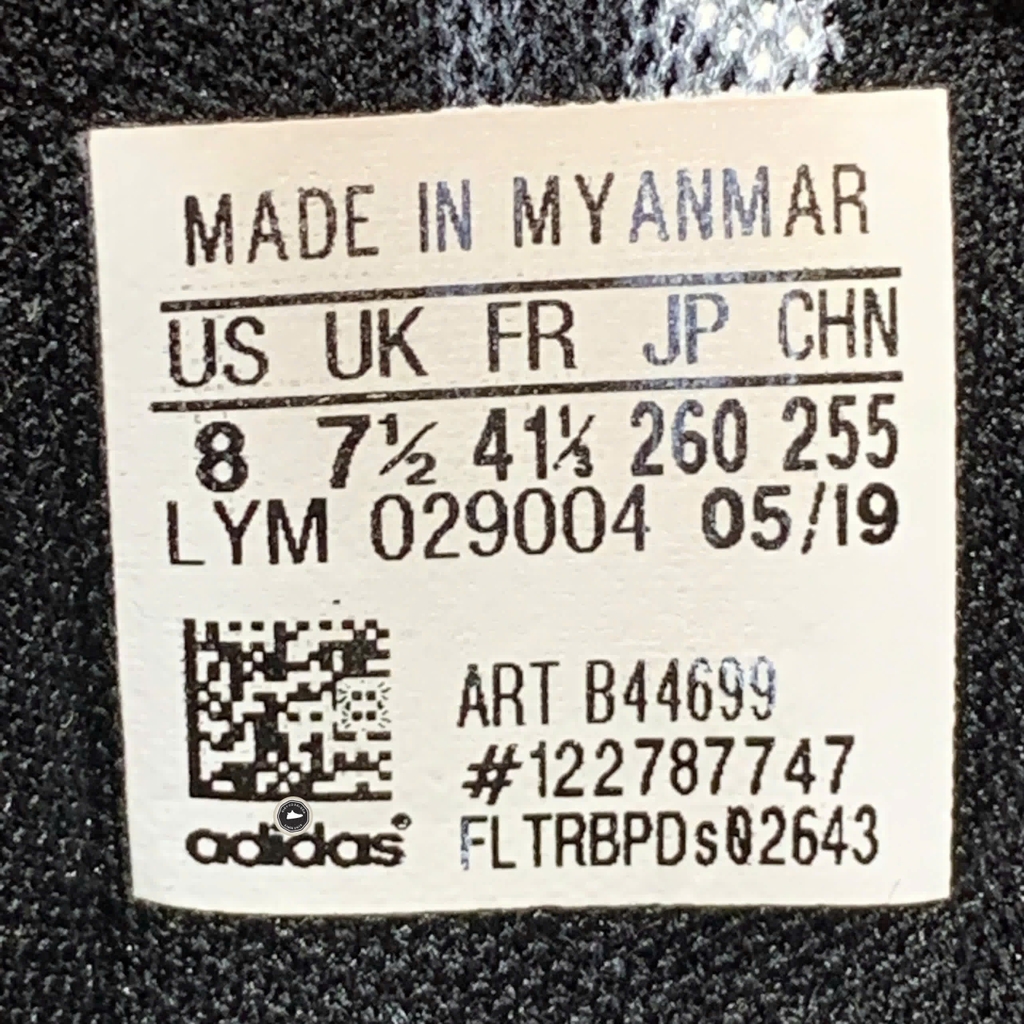 MADE IN MYANMAR
US UK FR JP CHN
8 7½ 41⅓ 260 255
LYM 029004 05/19
ART B44699
#122787747
adidas®
FLTRBPDs02643